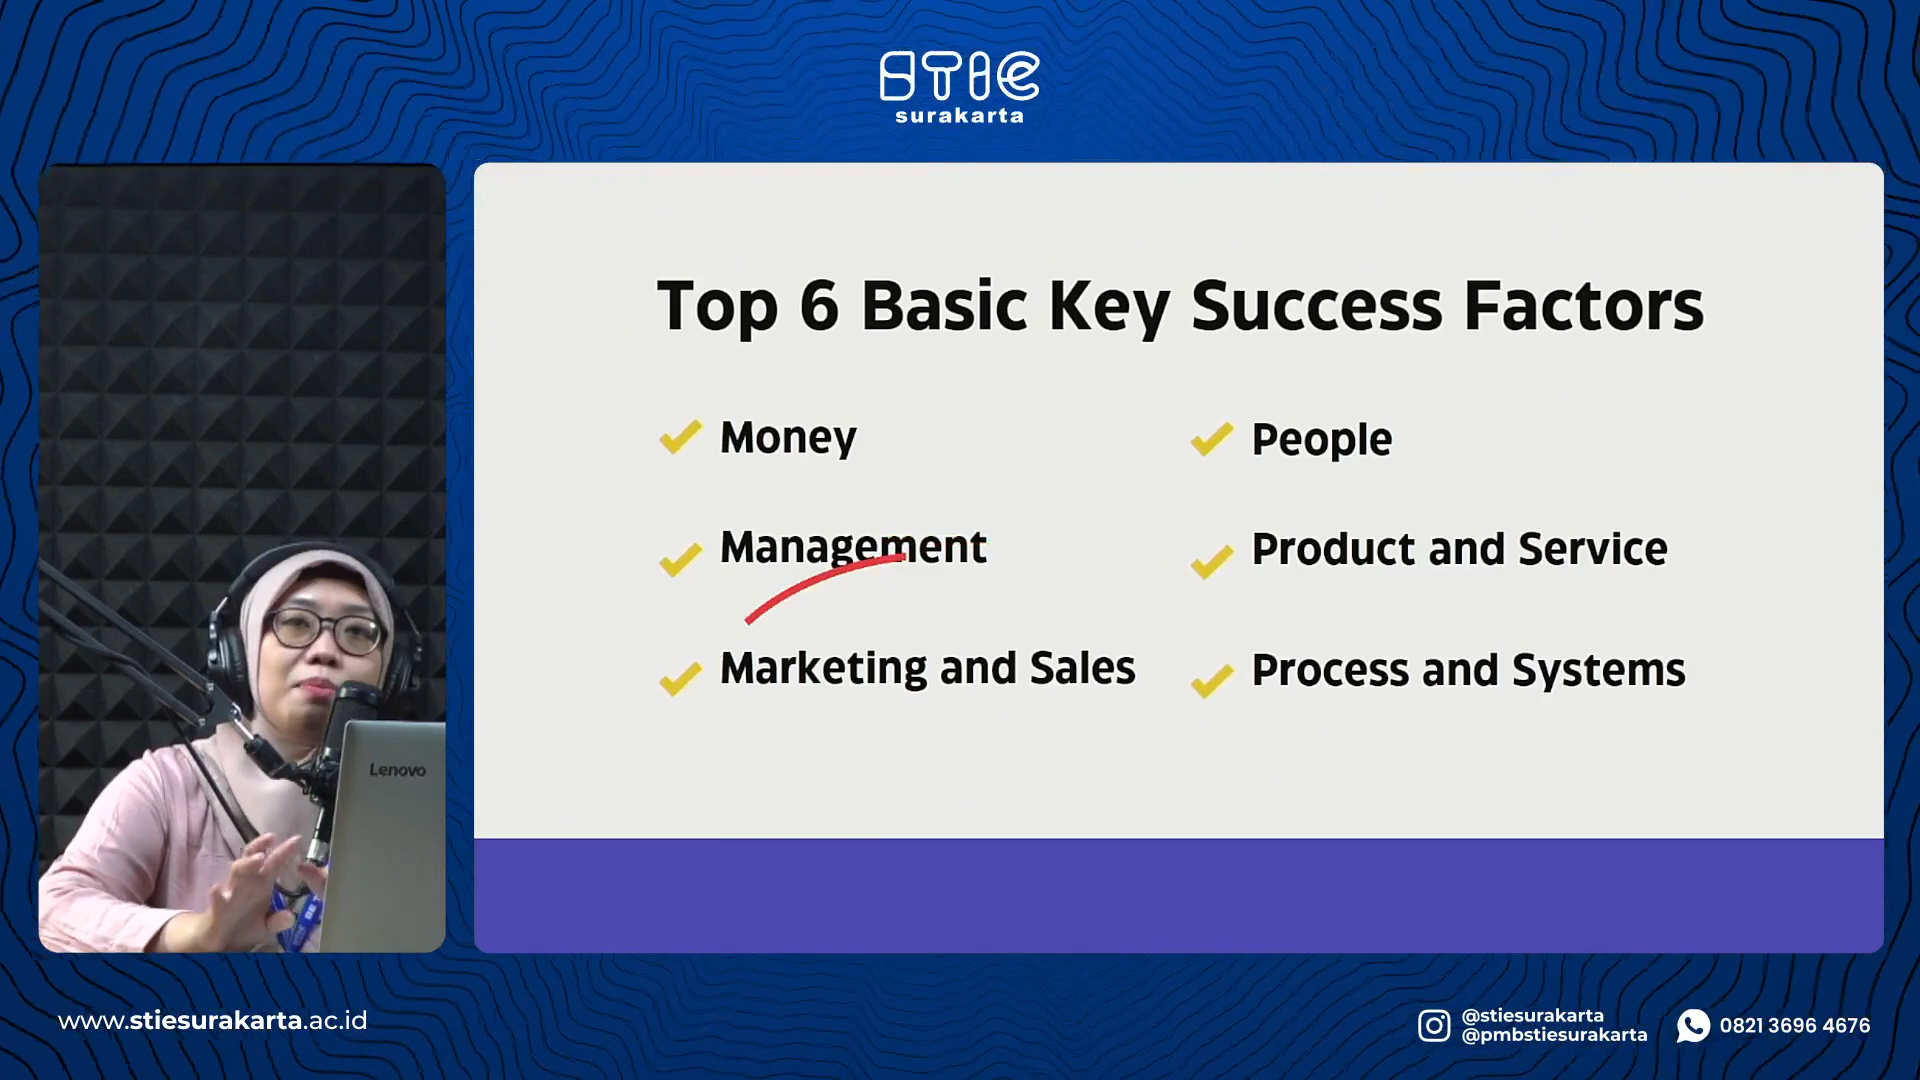 STIE
surakarta
Top 6 Basic Key Success Factors
Money
People
Management
Product and Service
Marketing and Sales
Process and Systems
Lenovo
www.stiesurakarta.ac.id
@stiesurakarta
@pmbstiesurakarta
0821 3696 4676